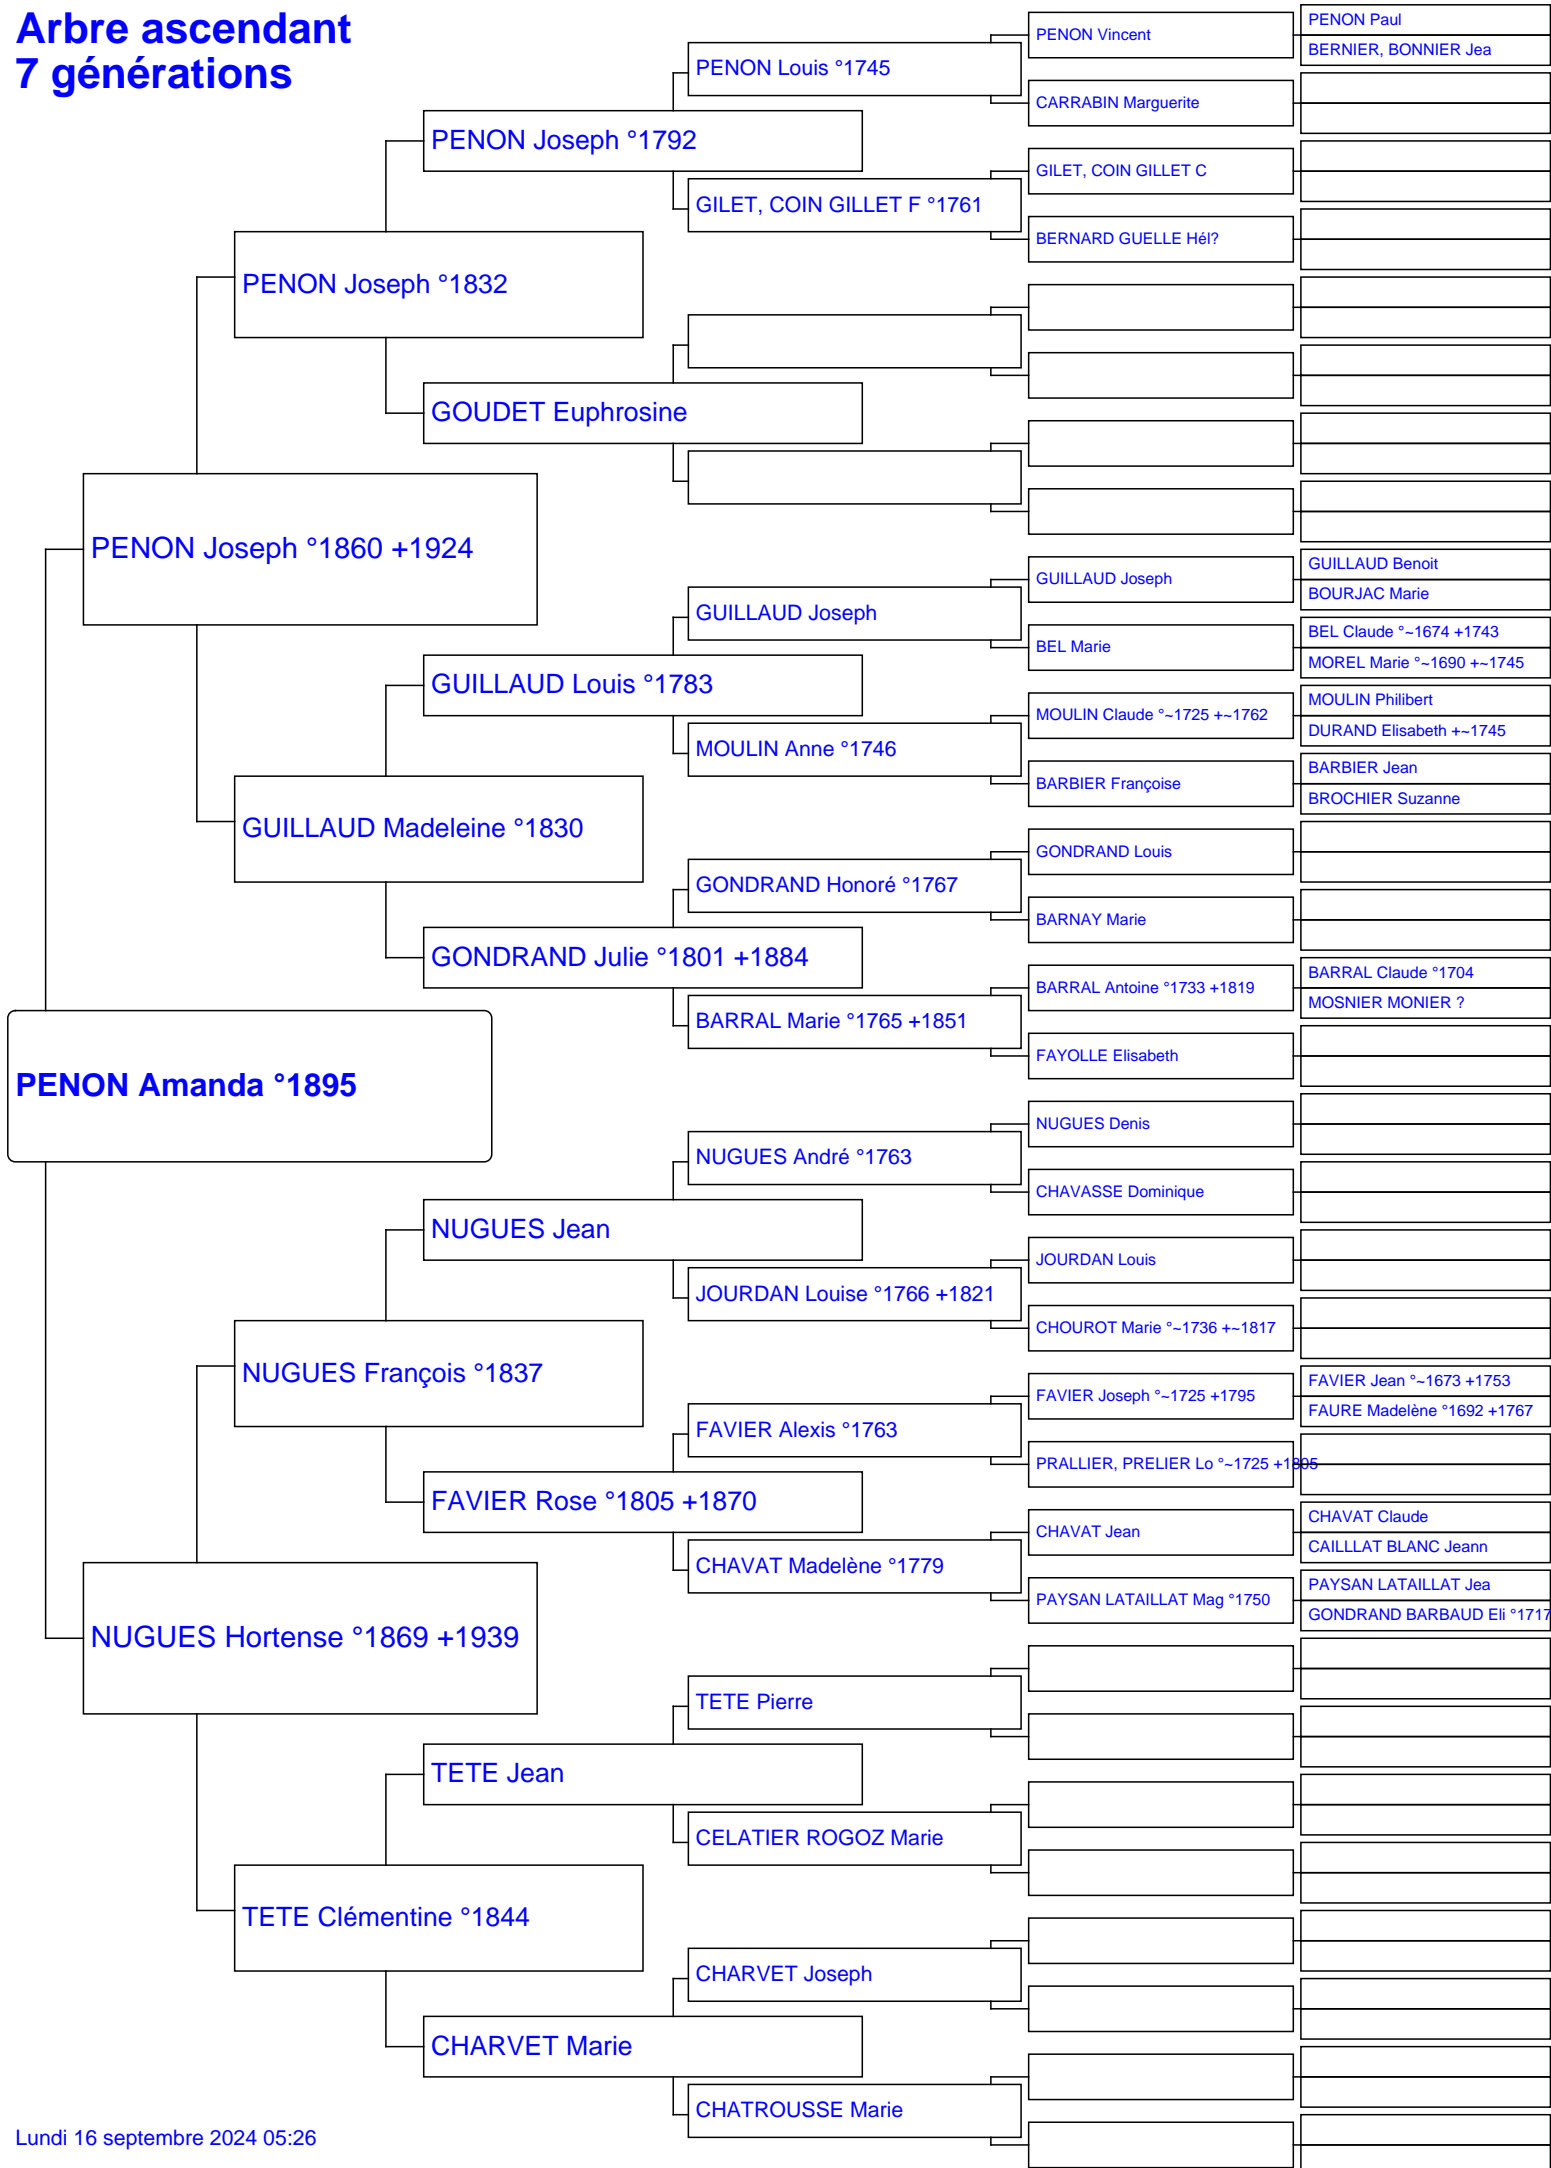 Arbre ascendant
7 générations
PENON Paul
PENON Vincent
BERNIER, BONNIER Jea
PENON Louis °1745
CARRABIN Marguerite
PENON Joseph °1792
GILET, COIN GILLET C
GILET, COIN GILLET F °1761
BERNARD GUELLE Hél?
PENON Joseph °1832
GOUDET Euphrosine
PENON Joseph °1860 +1924
GUILLAUD Benoit
GUILLAUD Joseph
BOURJAC Marie
GUILLAUD Joseph
BEL Claude °~1674 +1743
BEL Marie
MOREL Marie °~1690 +~1745
GUILLAUD Louis °1783
MOULIN Philibert
MOULIN Claude °~1725 +~1762
DURAND Elisabeth +~1745
MOULIN Anne °1746
BARBIER Jean
BARBIER Françoise
BROCHIER Suzanne
GUILLAUD Madeleine °1830
GONDRAND Louis
GONDRAND Honoré °1767
BARNAY Marie
GONDRAND Julie °1801 +1884
BARRAL Claude °1704
BARRAL Antoine °1733 +1819
MOSNIER MONIER ?
BARRAL Marie °1765 +1851
FAYOLLE Elisabeth
PENON Amanda °1895
NUGUES Denis
NUGUES André °1763
CHAVASSE Dominique
NUGUES Jean
JOURDAN Louis
JOURDAN Louise °1766 +1821
CHOUROT Marie °~1736 +~1817
NUGUES François °1837
FAVIER Jean °~1673 +1753
FAVIER Joseph °~1725 +1795
FAURE Madelène °1692 +1767
FAVIER Alexis °1763
PRALLIER, PRELIER Lo °~1725 +1805
FAVIER Rose °1805 +1870
CHAVAT Claude
CHAVAT Jean
CAILLLAT BLANC Jeann
CHAVAT Madelène °1779
PAYSAN LATAILLAT Jea
PAYSAN LATAILLAT Mag °1750
GONDRAND BARBAUD Eli °1717
NUGUES Hortense °1869 +1939
TETE Pierre
TETE Jean
CELATIER ROGOZ Marie
TETE Clémentine °1844
CHARVET Joseph
CHARVET Marie
CHATROUSSE Marie
Lundi 16 septembre 2024 05:26